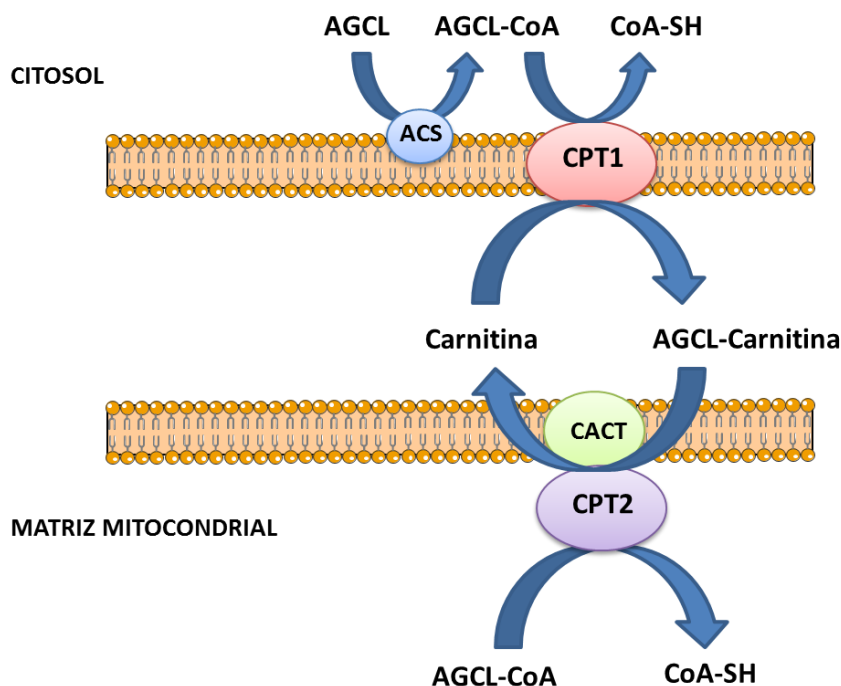 AGCL AGCL-CoA CoA-SH
CITOSOL
ACS
CPT1
Carnitina AGCL-Carnitina
CACT
CPT2
MATRIZ MITOCONDRIAL
AGCL-CoA CoA-SH